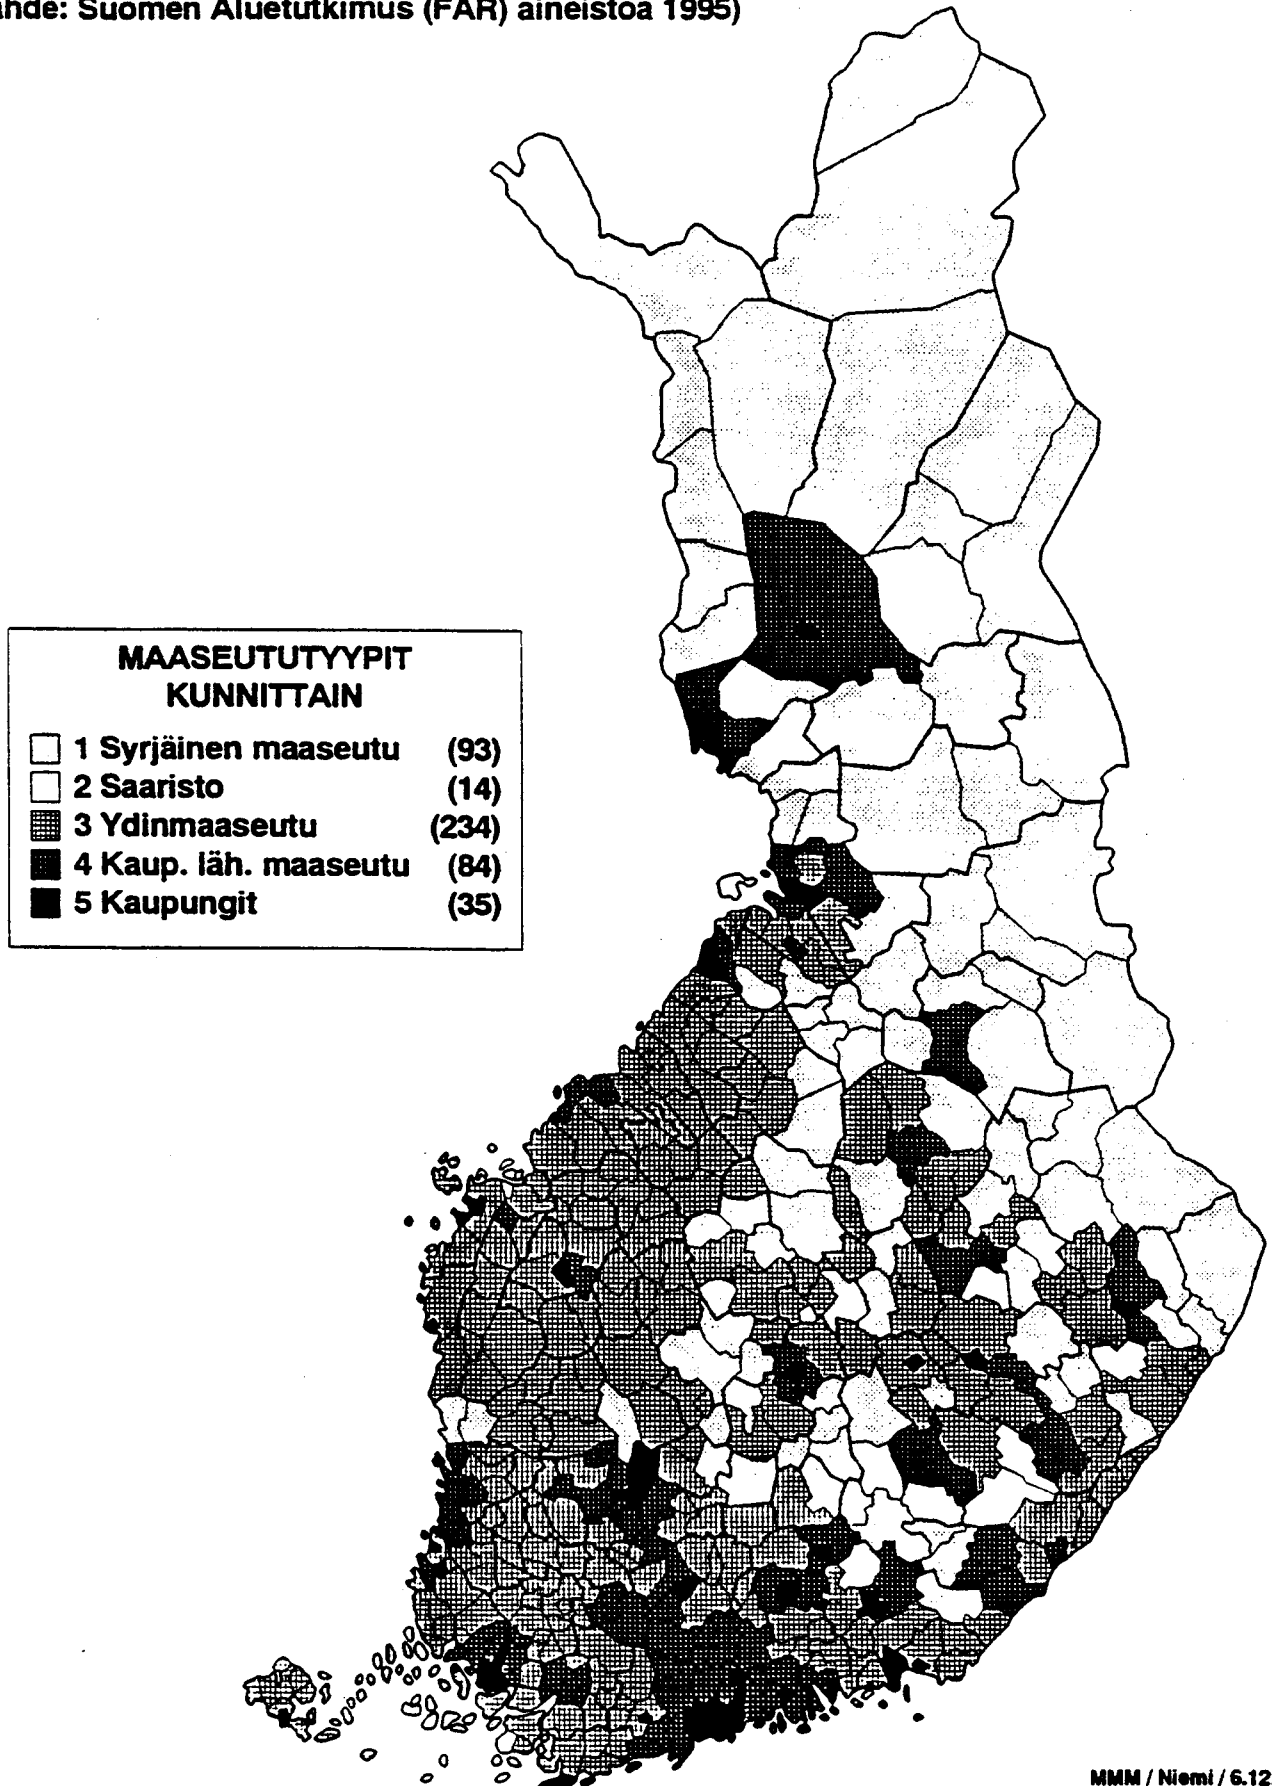 Suomen Aluetutkimus (FAR) aineistoa 1995)
MAASEUTUTYYPIT
KUNNITTAIN
1 Syrjäinen maaseutu (93)
2 Saaristo (14)
3 Ydinmaaseutu (234)
4 Kaup. läh. maaseutu (84)
5 Kaupungit (35)
MMM / Niemi / 6.12